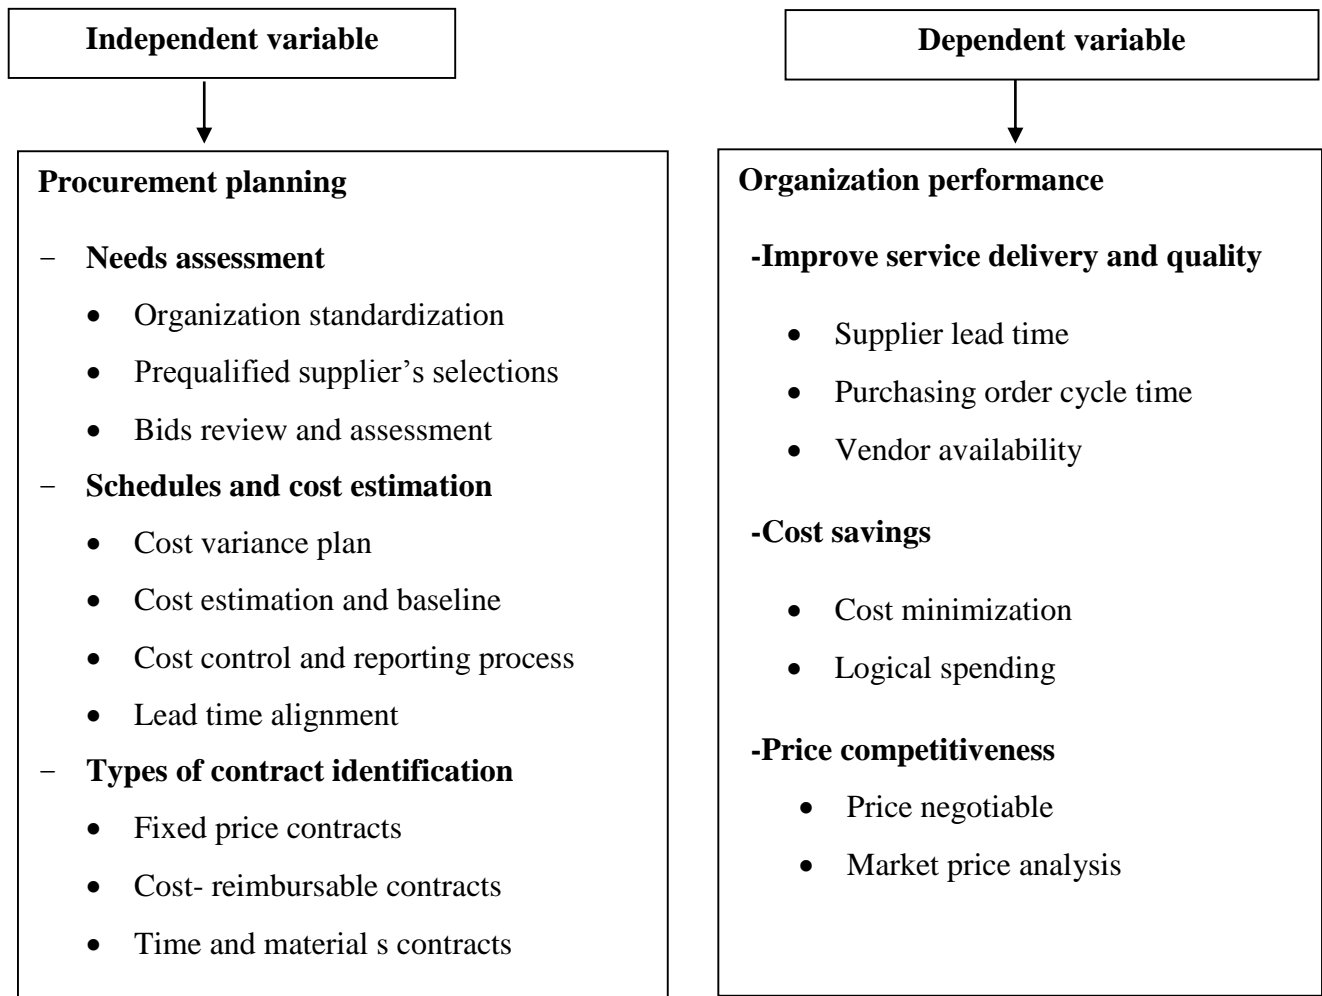 Independent variable
Procurement planning
– Needs assessment
• Organization standardization
• Prequalified supplier’s selections
• Bids review and assessment
– Schedules and cost estimation
• Cost variance plan
• Cost estimation and baseline
• Cost control and reporting process
• Lead time alignment
– Types of contract identification
• Fixed price contracts
• Cost- reimbursable contracts
• Time and material s contracts
Dependent variable
Organization performance
-Improve service delivery and quality
• Supplier lead time
• Purchasing order cycle time
• Vendor availability
-Cost savings
• Cost minimization
• Logical spending
-Price competitiveness
• Price negotiable
• Market price analysis